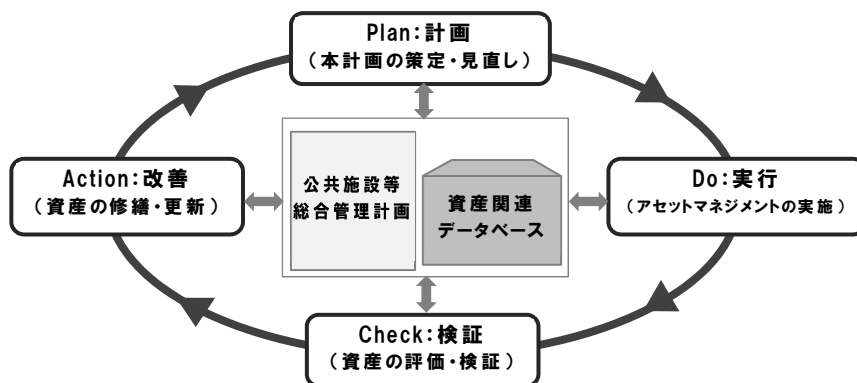 Plan：計画
（本計画の策定・見直し）
Action：改善
（資産の修繕・更新）
公共施設等
総合管理計画
資産関連
データベース
Do：実行
（アセットマネジメントの実施）
Check：検証
（資産の評価・検証）